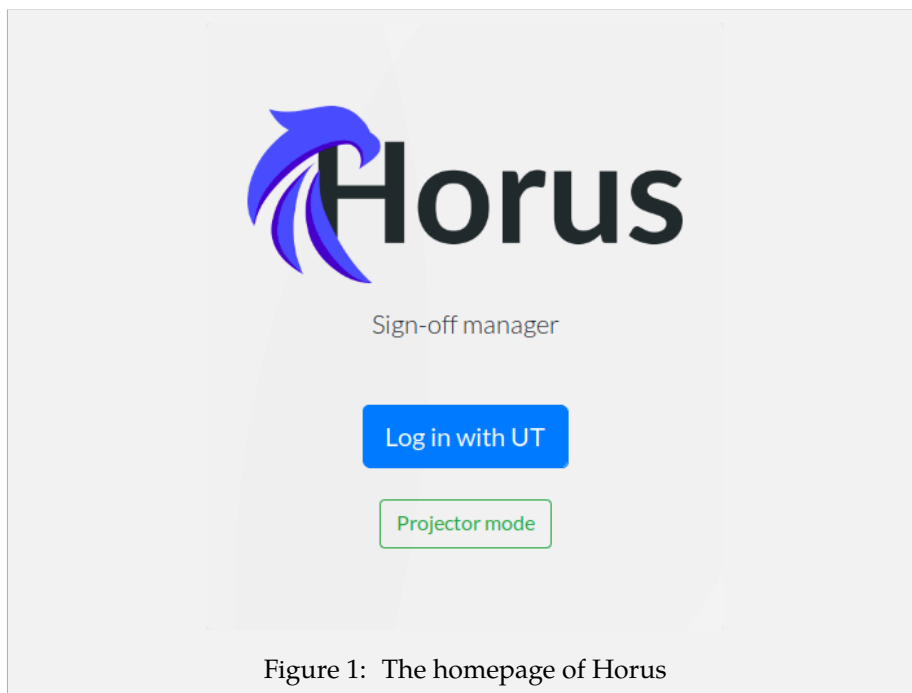 Horus
Sign-off manager
Log in with UT
Projector mode
Figure 1: The homepage of Horus